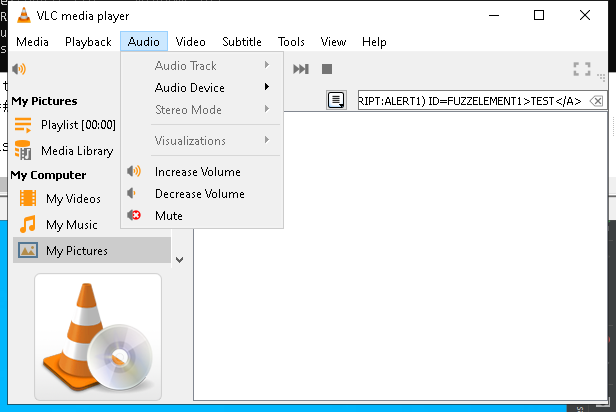 VLC media player
Media Playback Audio Video Subtitle Tools View Help
Audio Track
Audio Device
Stereo Mode
Visualizations
Increase Volume
Decrease Volume
Mute
RIPT:ALERT1) ID=FUZZELEMENT1>TEST</A>
My Pictures
Playlist [00:00]
Media Library
My Computer
My Videos
My Music
My Pictures